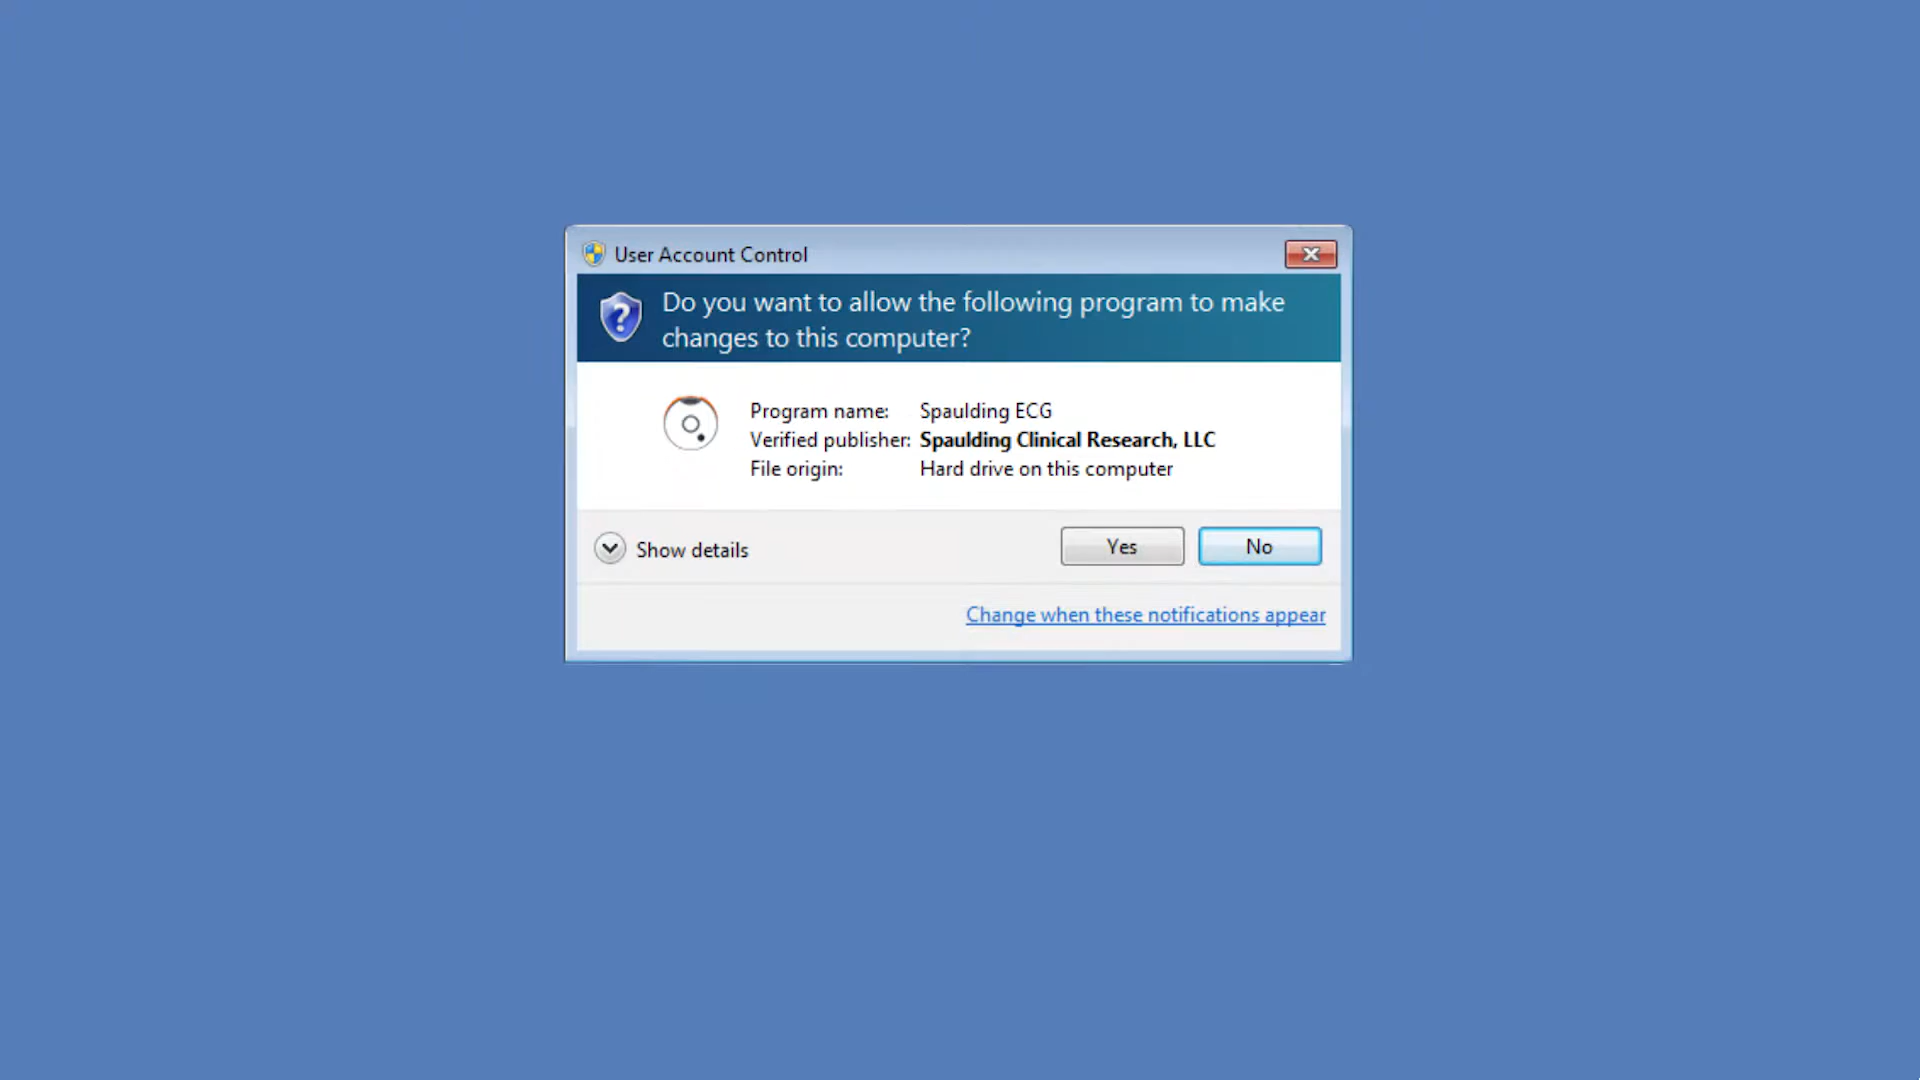 User Account Control
Do you want to allow the following program to make
changes to this computer?
Program name: Spaulding ECG
Verified publisher: Spaulding Clinical Research, LLC
File origin: Hard drive on this computer
Show details Yes No
Change when these notifications appear